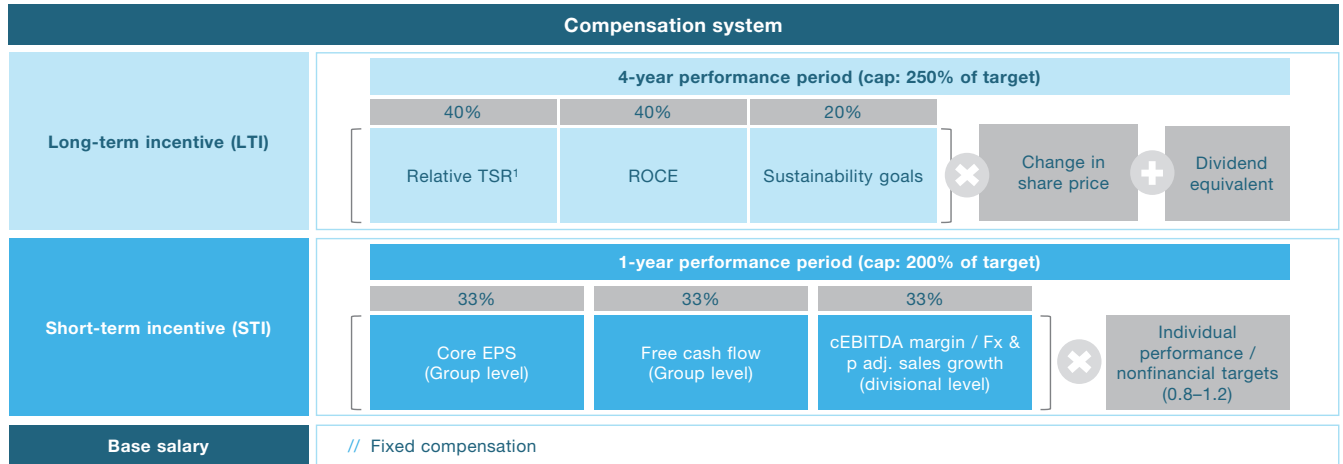 Compensation system
Long-term incentive (LTI)
4-year performance period (cap: 250% of target)
40%
40%
20%
Relative TSR¹
ROCE
Sustainability goals
×
Change in
share price
+
Dividend
equivalent
Short-term incentive (STI)
1-year performance period (cap: 200% of target)
33%
33%
33%
Core EPS
(Group level)
Free cash flow
(Group level)
cEBITDA margin / Fx &
p adj. sales growth
(divisional level)
×
Individual
performance /
nonfinancial targets
(0.8–1.2)
Base salary
// Fixed compensation